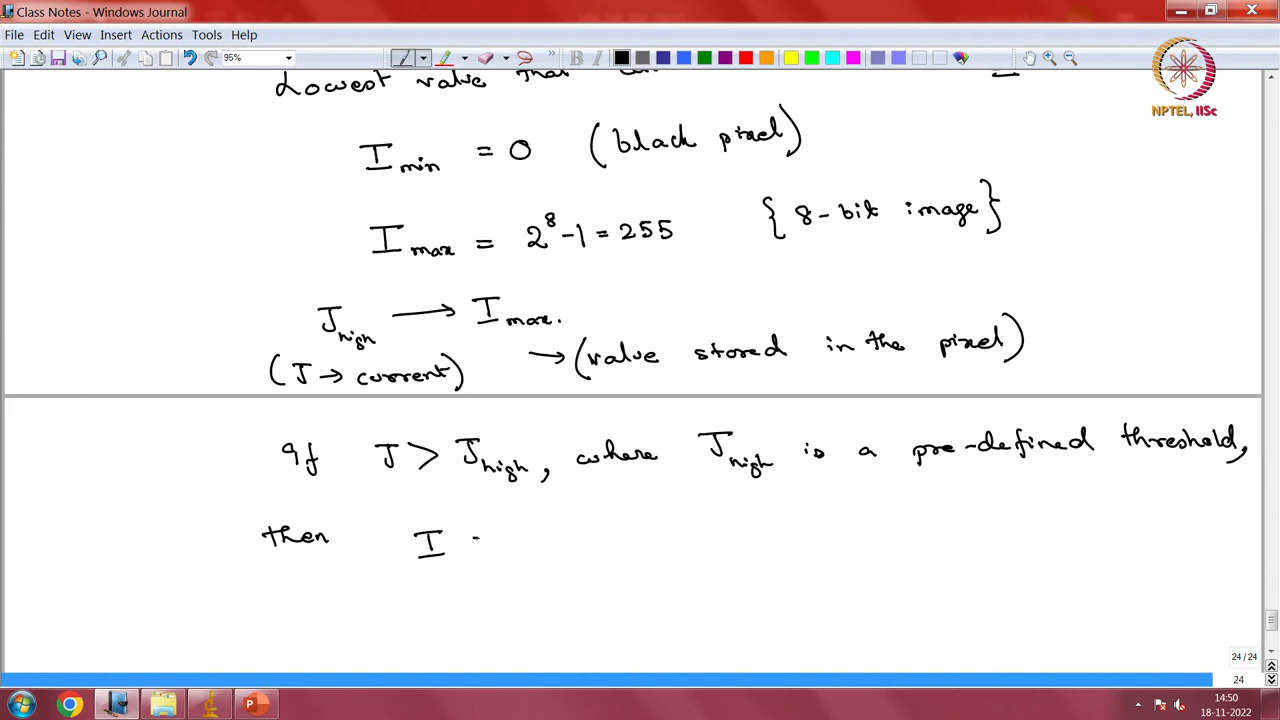 Class Notes - Windows Journal
File Edit View Insert Actions Tools Help
95%
NPTEL, IISc
Lowest value that I
I min = 0 (black pixel)
I max = 2^8 - 1 = 255 {8-bit image}
J high → I max.
(J → current) → (value stored in the pixel)
If J > J high, where J high is a pre-defined threshold,
then I -
24 / 24
24
14:50
18-11-2022